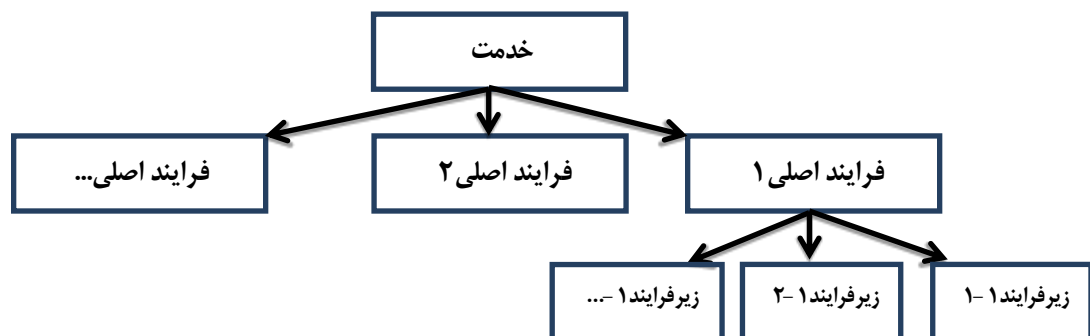 خدمت
فرایند اصلی۱
فرایند اصلی۲
فرایند اصلی...
زیرفرایند۱ –۱
زیرفرایند۱ –۲
زیرفرایند۱ –...